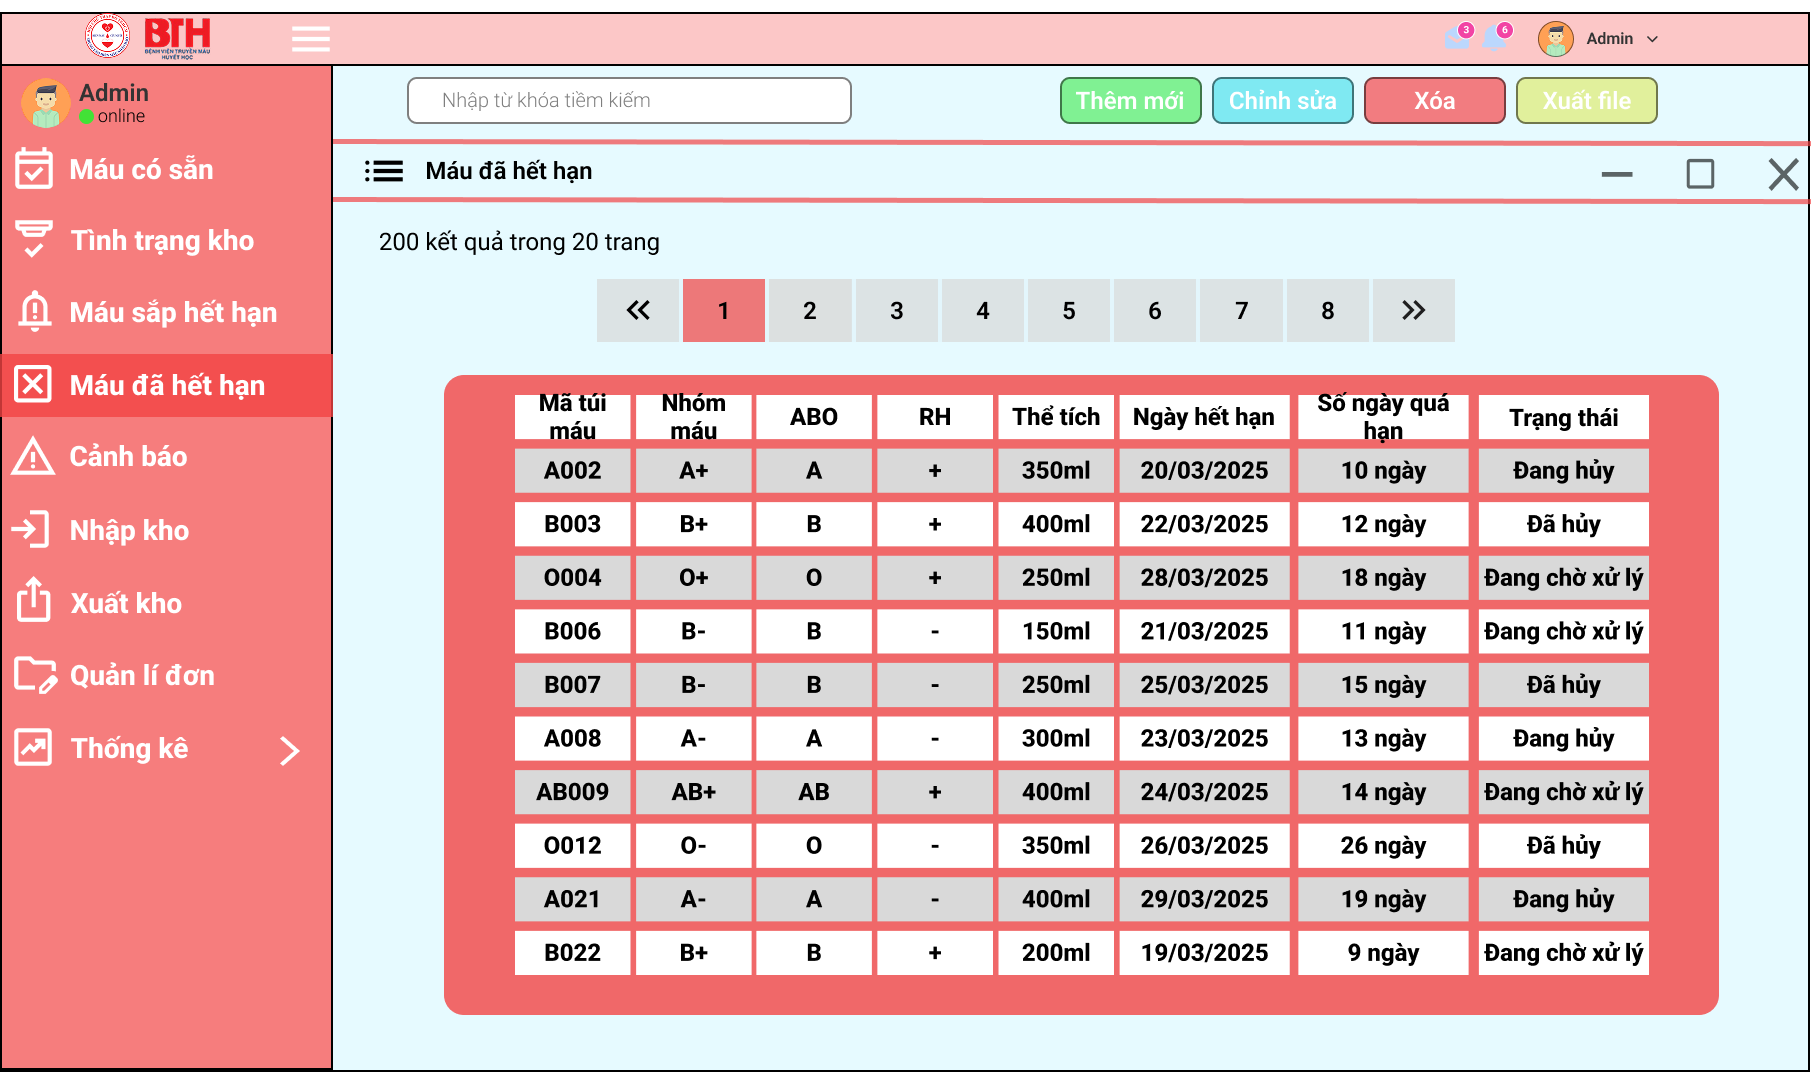 BTH
BỆNH VIỆN TRUYỀN MÁU
HUYẾT HỌC
3
6
Admin
Admin
online
Máu có sẵn
Tình trạng kho
Máu sắp hết hạn
Máu đã hết hạn
Cảnh báo
Nhập kho
Xuất kho
Quản lí đơn
Thống kê
Nhập từ khóa tiềm kiếm
Thêm mới
Chỉnh sửa
Xóa
Xuất file
Máu đã hết hạn
200 kết quả trong 20 trang
« 1 2 3 4 5 6 7 8 »
Mã túi máu Nhóm máu ABO RH Thể tích Ngày hết hạn Số ngày quá hạn Trạng thái
A002 A+ A + 350ml 20/03/2025 10 ngày Đang hủy
B003 B+ B + 400ml 22/03/2025 12 ngày Đã hủy
O004 O+ O + 250ml 28/03/2025 18 ngày Đang chờ xử lý
B006 B- B - 150ml 21/03/2025 11 ngày Đang chờ xử lý
B007 B- B - 250ml 25/03/2025 15 ngày Đã hủy
A008 A- A - 300ml 23/03/2025 13 ngày Đang hủy
AB009 AB+ AB + 400ml 24/03/2025 14 ngày Đang chờ xử lý
O012 O- O - 350ml 26/03/2025 26 ngày Đã hủy
A021 A- A - 400ml 29/03/2025 19 ngày Đang hủy
B022 B+ B + 200ml 19/03/2025 9 ngày Đang chờ xử lý